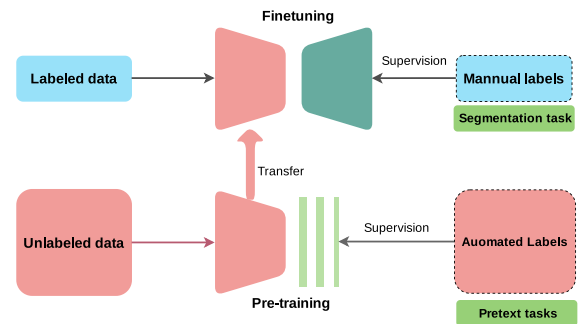 Finetuning
Labeled data
Supervision
Mannual labels
Segmentation task
Transfer
Unlabeled data
Supervision
Auomated Labels
Pre-training
Pretext tasks